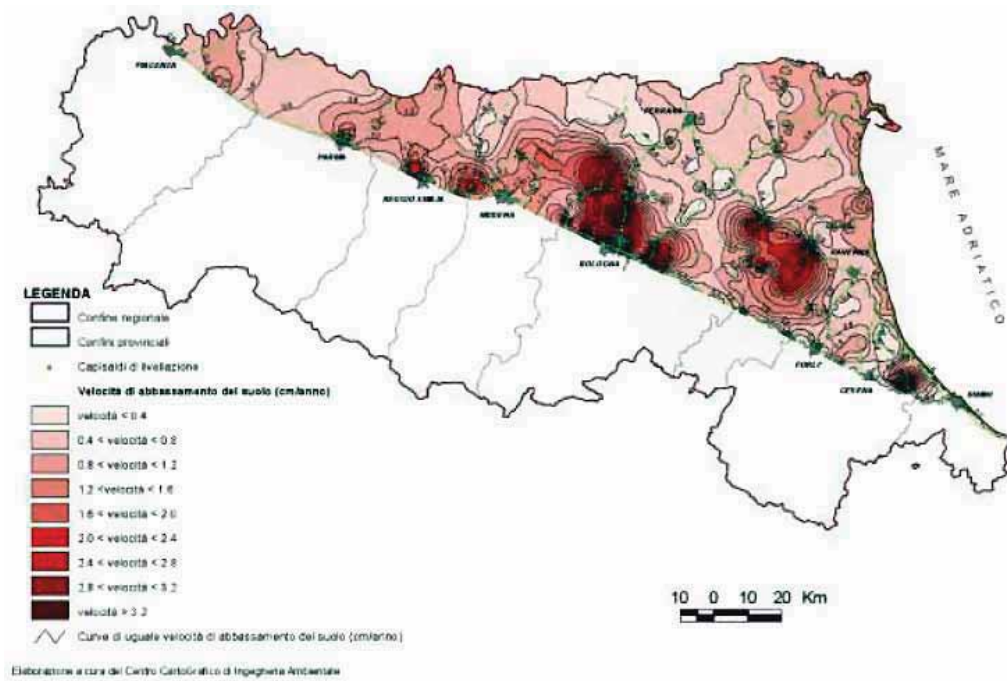 PIACENZA
PARMA
REGGIO EMILIA
MODENA
BOLOGNA
FERRARA
RAVENNA
FORLI'
CESENA
RIMINI
MARE ADRIATICO
LEGENDA
Confine regionale
Confini provinciali
Capisaldi di livellazione
Velocità di abbassamento del suolo (cm/anno)
velocità < 0.4
0.4 < velocità < 0.8
0.8 < velocità < 1.2
1.2 < velocità < 1.6
1.6 < velocità < 2.0
2.0 < velocità < 2.4
2.4 < velocità < 2.8
2.8 < velocità < 3.2
velocità > 3.2
Curve di uguale velocità di abbassamento del suolo (cm/anno)
10 0 10 20 Km
Elaborazione a cura del Centro CartoGrafico di Ingegneria Ambientale